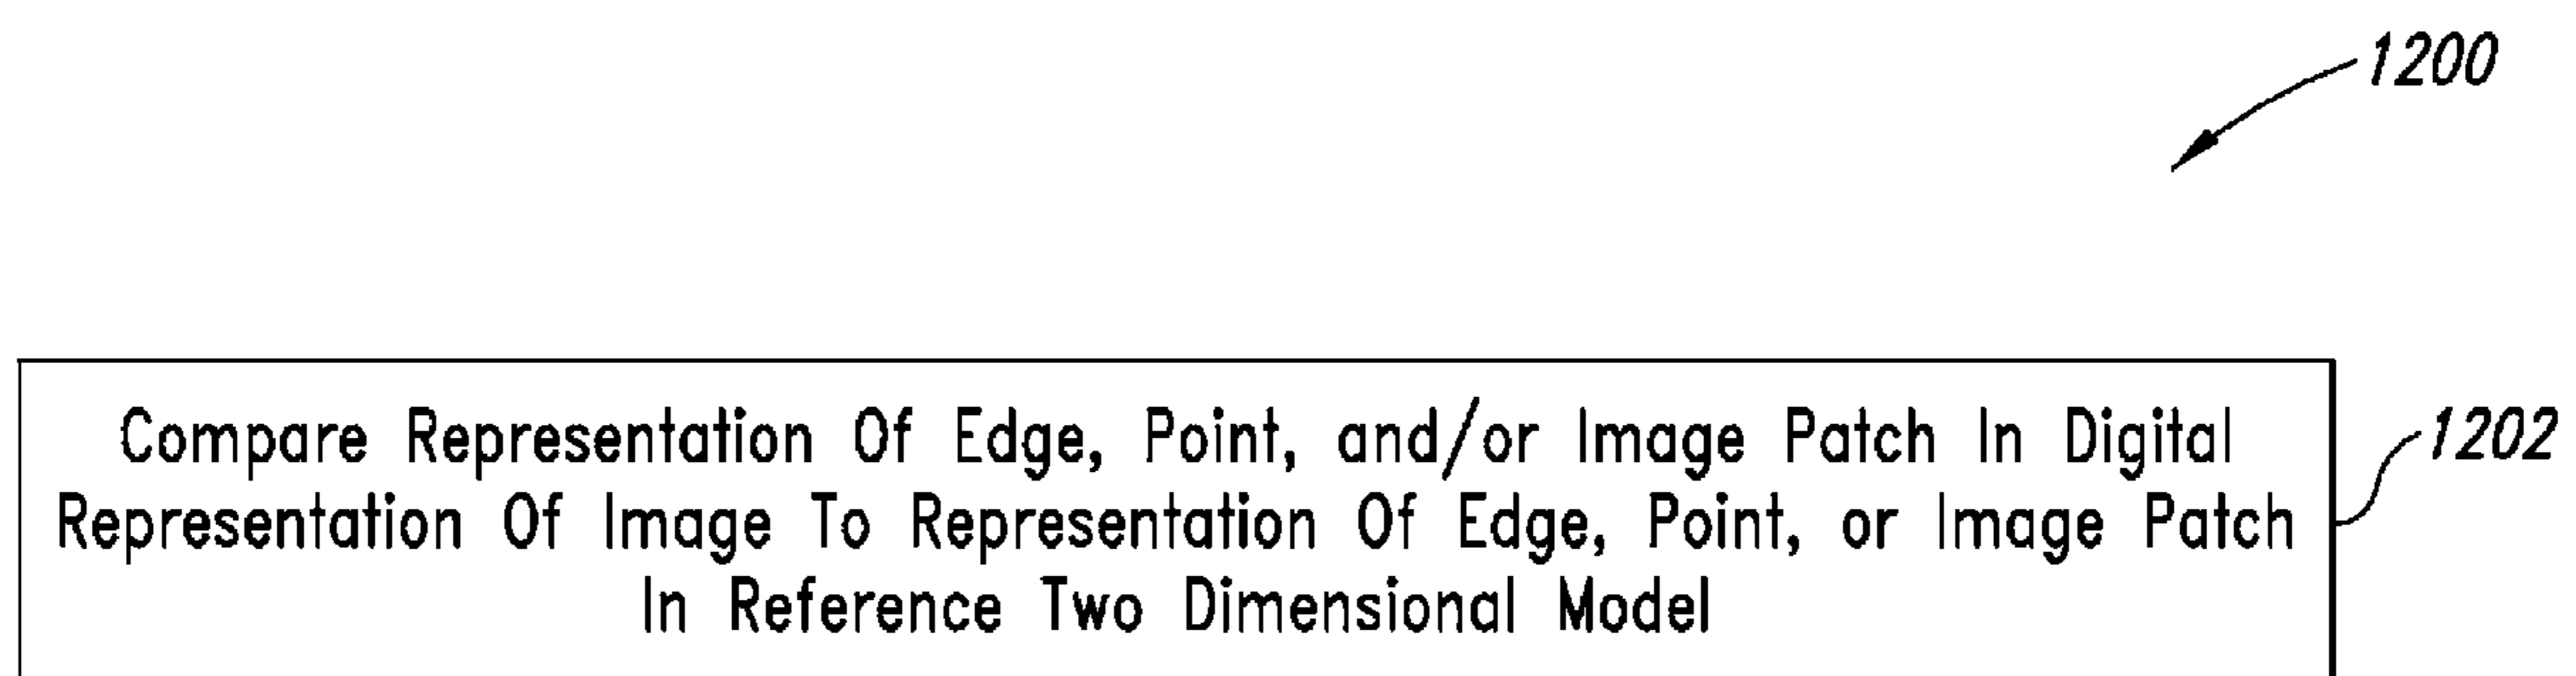 1200
Compare Representation Of Edge, Point, and/or Image Patch In Digital
Representation Of Image To Representation Of Edge, Point, or Image Patch
In Reference Two Dimensional Model
1202